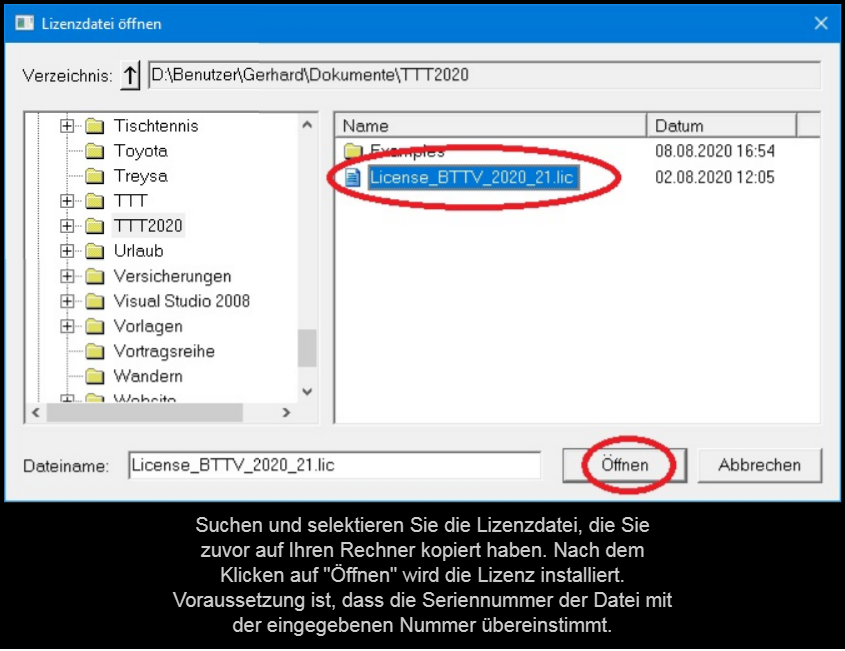 Lizenzdatei öffnen
Verzeichnis: D:\Benutzer\Gerhard\Dokumente\TTT2020
Tischtennis
Toyota
Treysa
TTT
TTT2020
Urlaub
Versicherungen
Visual Studio 2008
Vorlagen
Vortragsreihe
Wandern
Website
Name Datum
Examples 08.08.2020 16:54
License_BTTV_2020_21.lic 02.08.2020 12:05
Dateiname: License_BTTV_2020_21.lic Öffnen Abbrechen
Suchen und selektieren Sie die Lizenzdatei, die Sie
zuvor auf Ihren Rechner kopiert haben. Nach dem
Klicken auf "Öffnen" wird die Lizenz installiert.
Voraussetzung ist, dass die Seriennummer der Datei mit
der eingegebenen Nummer übereinstimmt.